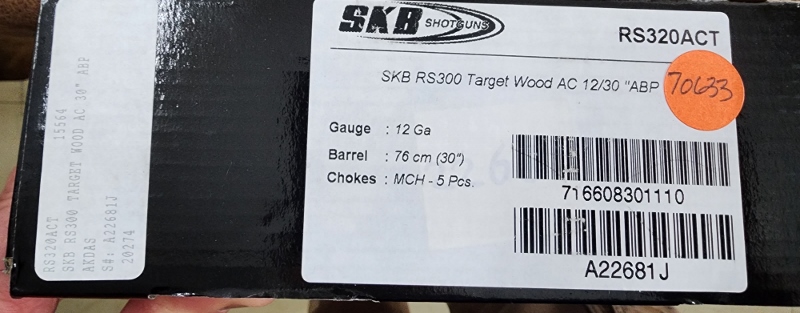 SKB SHOTGUNS
RS320ACT
SKB RS300 Target Wood AC 12/30 "ABP
70633
Gauge : 12 Ga
Barrel : 76 cm (30")
Chokes : MCH - 5 Pcs.
716608301110
A22681J
15564
RS320ACT
SKB RS300 TARGET WOOD AC 30" ABP
AKDAS
S#: A22681J
20274